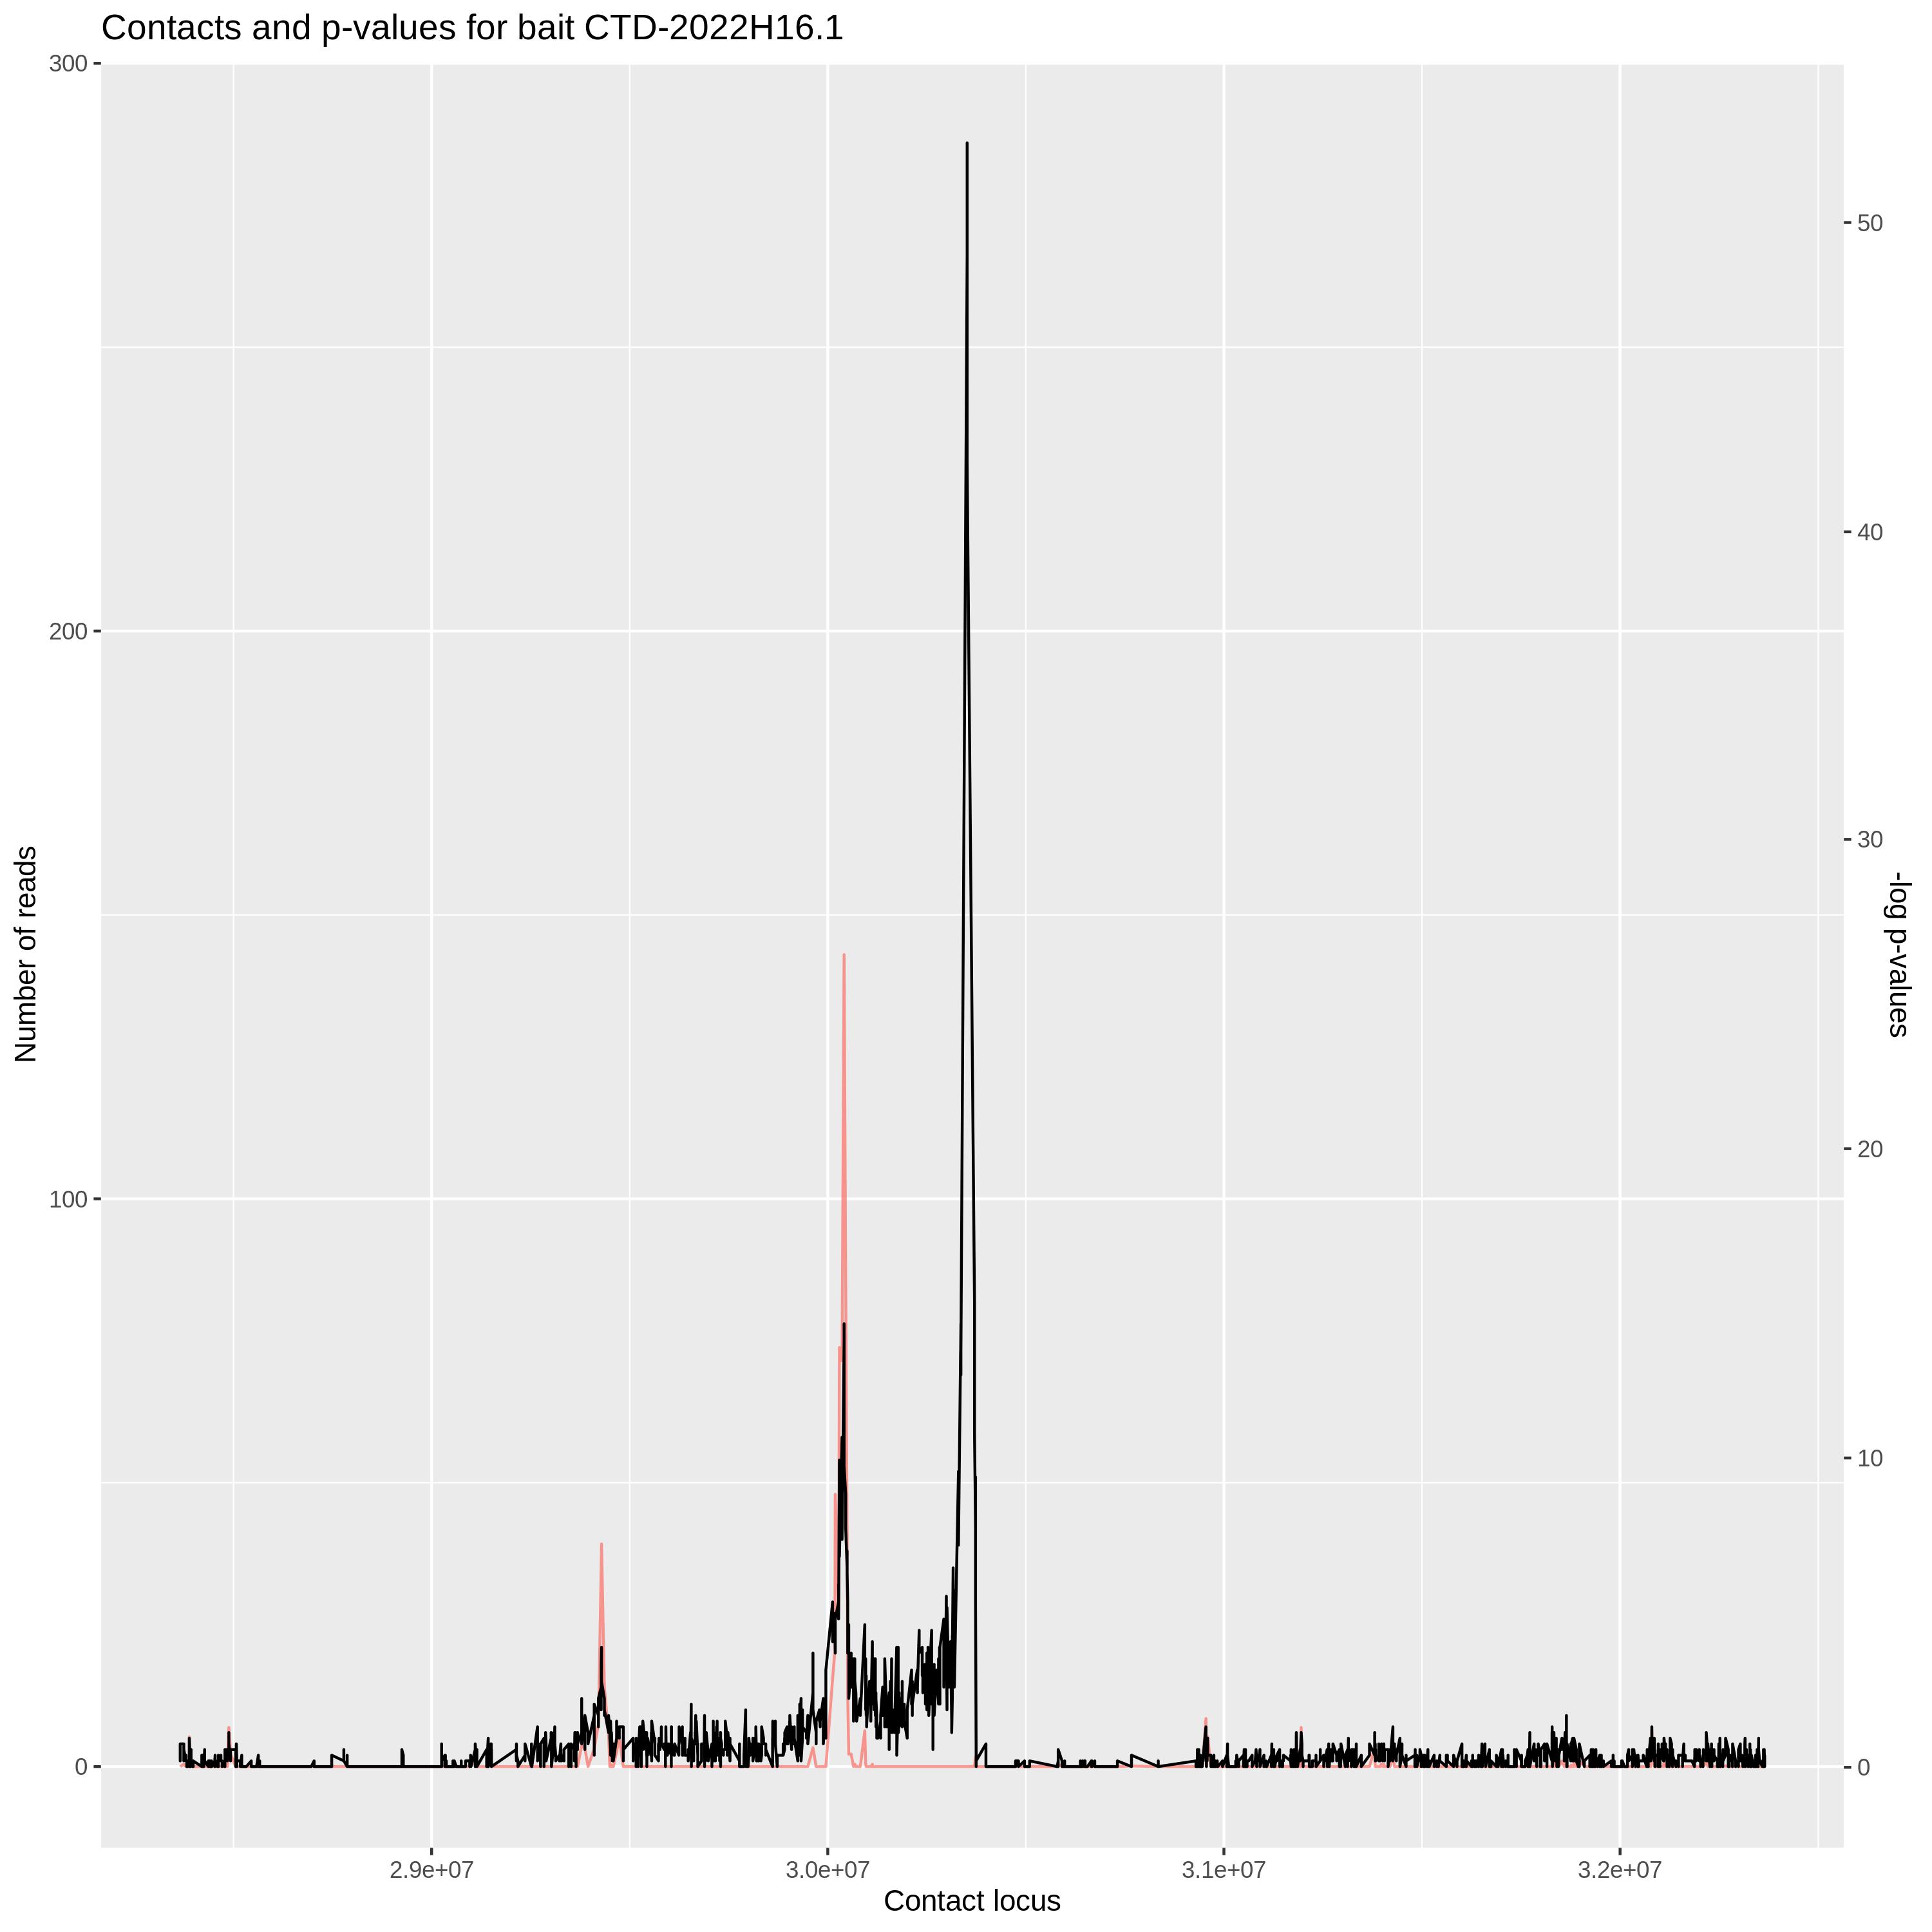 Contacts and p-values for bait CTD-2022H16.1
300
200
100
0
Number of reads
50
40
30
20
10
0
-log p-values
2.9e+07
3.0e+07
3.1e+07
3.2e+07
Contact locus